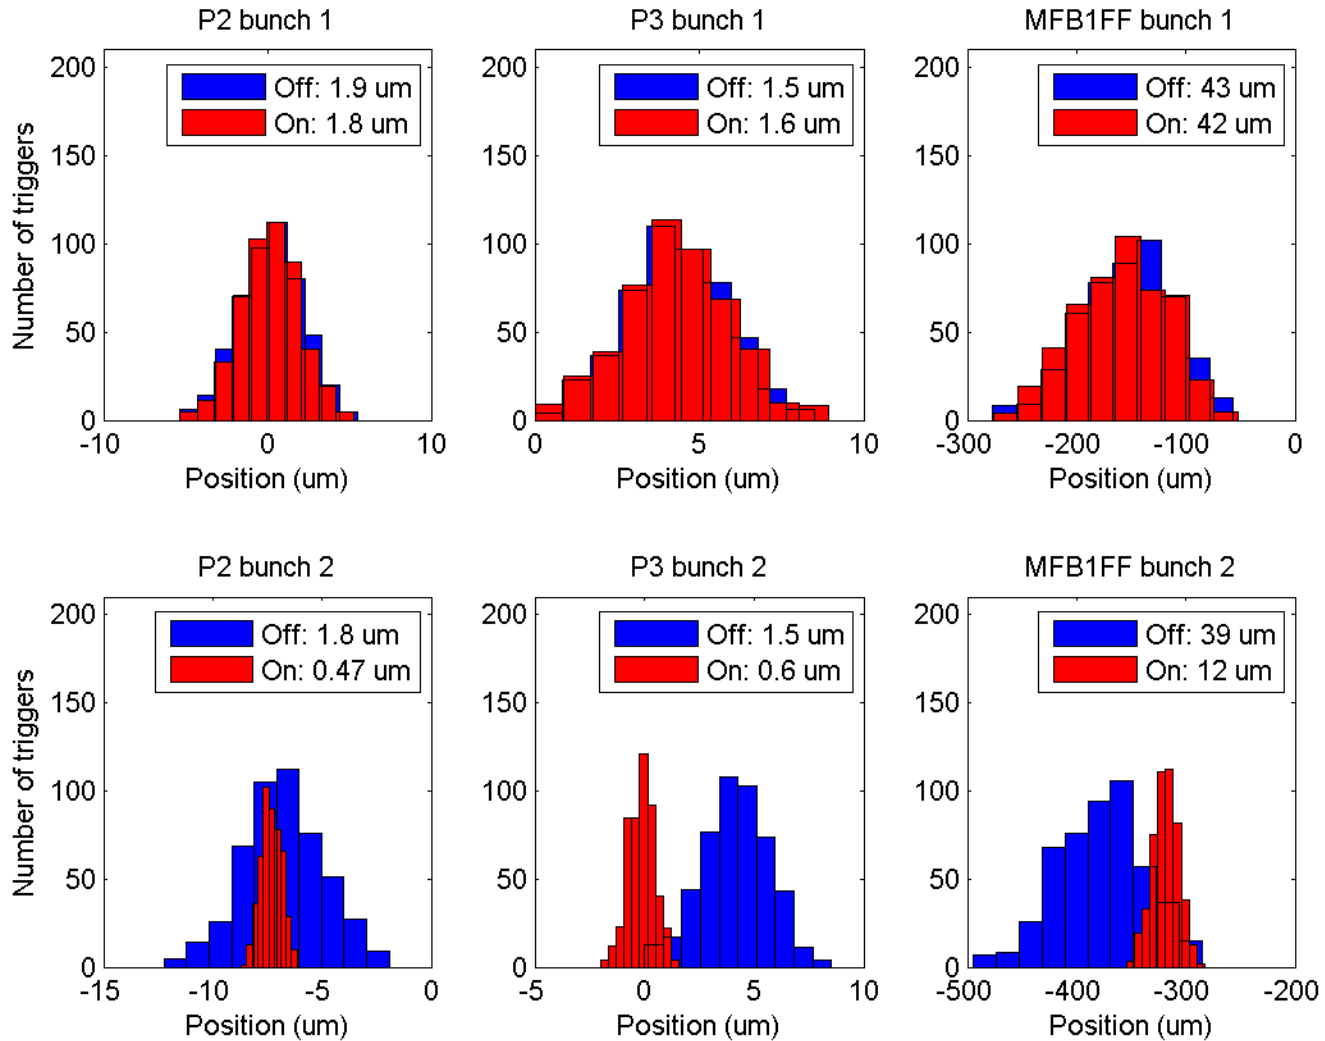 P2 bunch 1
P3 bunch 1
MFB1FF bunch 1
200
150
100
50
0
Number of triggers
Off: 1.9 um
On: 1.8 um
-10
0
10
Position (um)
200
150
100
50
0
Off: 1.5 um
On: 1.6 um
0
5
10
Position (um)
200
150
100
50
0
Off: 43 um
On: 42 um
-300
-200
-100
0
Position (um)
P2 bunch 2
P3 bunch 2
MFB1FF bunch 2
200
150
100
50
0
Number of triggers
Off: 1.8 um
On: 0.47 um
-15
-10
-5
0
Position (um)
200
150
100
50
0
Off: 1.5 um
On: 0.6 um
-5
0
5
10
Position (um)
200
150
100
50
0
Off: 39 um
On: 12 um
-500
-400
-300
-200
Position (um)